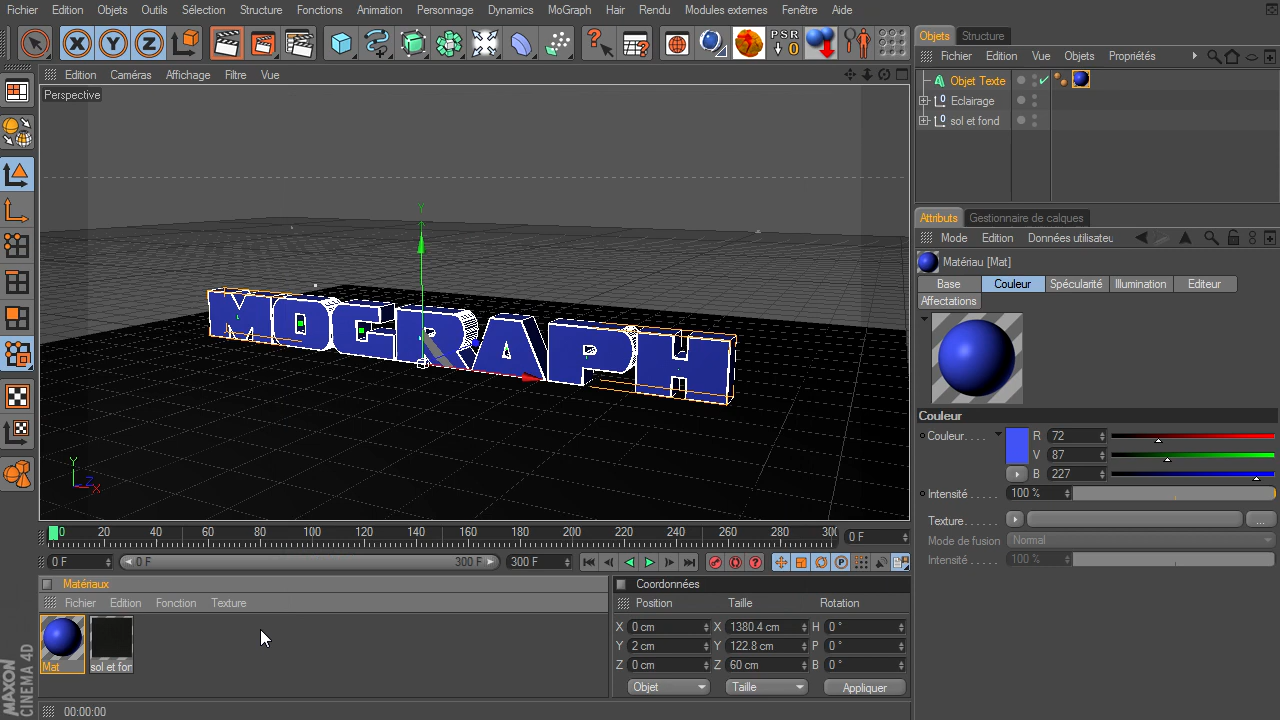 Fichier Edition Objets Outils Sélection Structure Fonctions Animation Personnage Dynamics MoGraph Hair Rendu Modules externes Fenêtre Aide
X Y Z
PSR
0
Objets Structure
Fichier Edition Vue Objets Propriétés
Objet Texte
Eclairage
sol et fond
Edition Caméras Affichage Filtre Vue
Perspective
Y
MOGRAPH
Y
Z
X
Attributs Gestionnaire de calques
Mode Edition Données utilisateu
Matériau [Mat]
Base Couleur Spécularité Illumination Editeur
Affectations
Couleur
Couleur. . . . R 72
V 87
B 227
Intensité . . . . . 100 %
Texture. . . . . . ...
Mode de fusion Normal
Intensité . . . . . 100 %
0 20 40 60 80 100 120 140 160 180 200 220 240 260 280 30( 0 F
0 F 0 F 300 F 300 F
Matériaux
Fichier Edition Fonction Texture
Mat sol et for
Coordonnées
Position Taille Rotation
X 0 cm X 1380.4 cm H 0 °
Y 2 cm Y 122.8 cm P 0 °
Z 0 cm Z 60 cm B 0 °
Objet Taille Appliquer
MAXON
CINEMA 4D
00:00:00